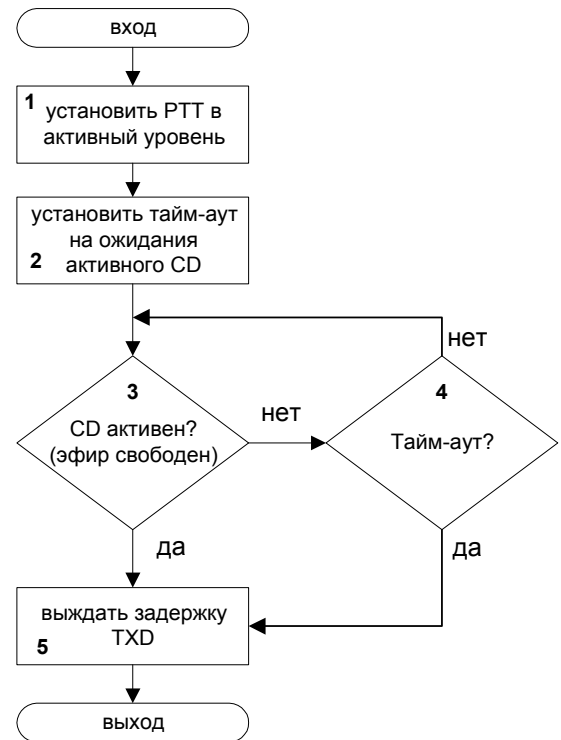 вход
1 установить PTT в
активный уровень
установить тайм-аут
на ожидания
2 активного CD
нет
3
4
CD активен?
(эфир свободен)
нет
Тайм-аут?
да
да
выждать задержку
TXD
5
выход